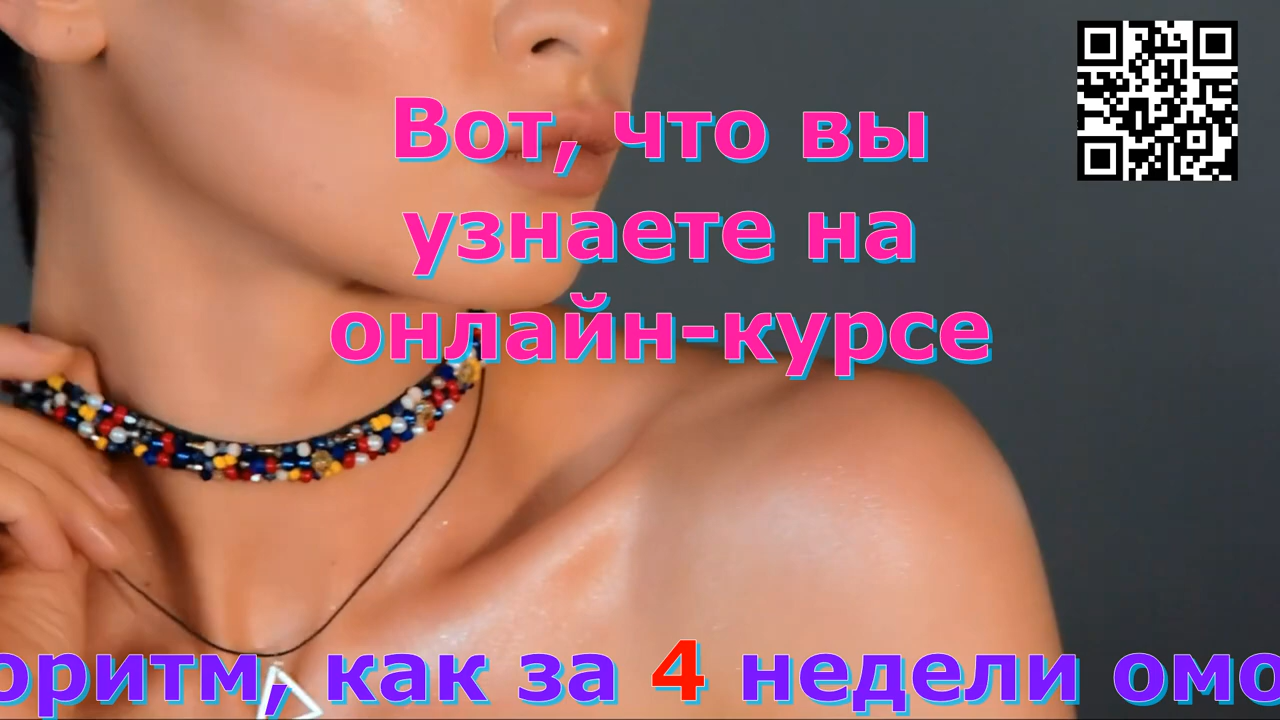 Вот, что вы
узнаете на
онлайн-курсе
оритм, как за 4 недели омо